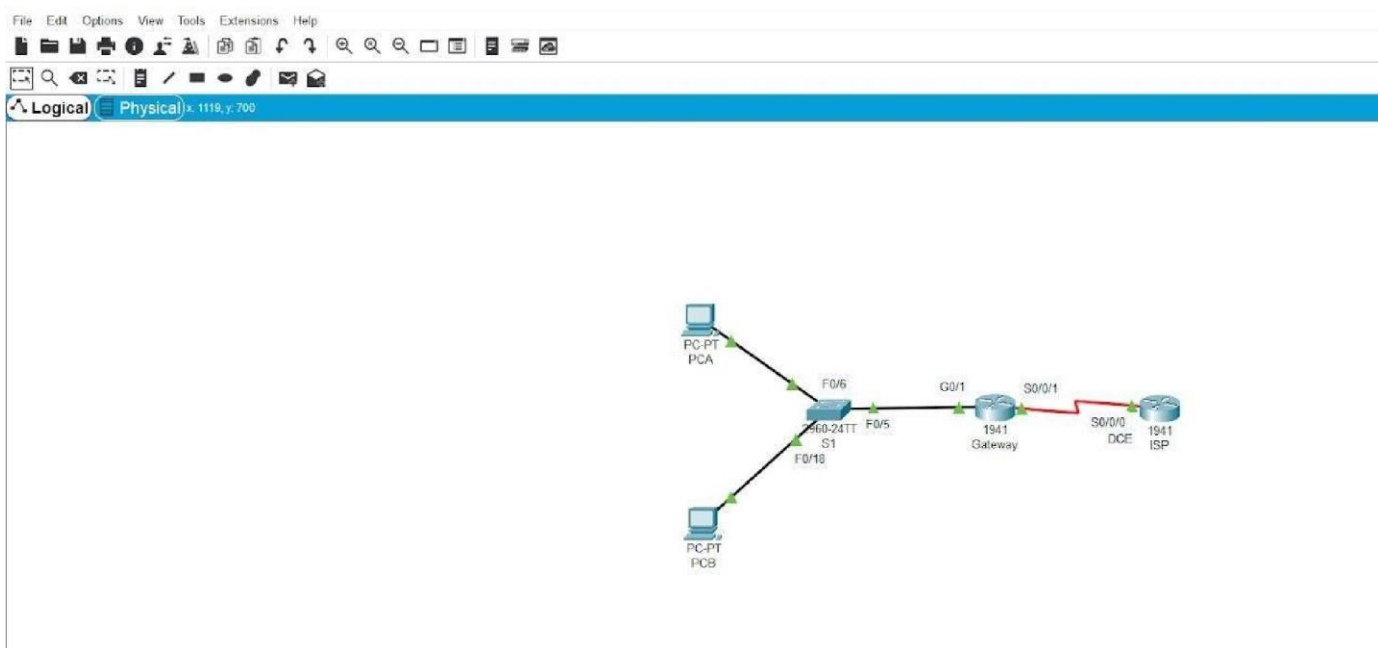 File Edit Options View Tools Extensions Help
Logical Physical x: 1119, y: 700
PC-PT
PCA
F0/6
G0/1 S0/0/1
2960-24TT F0/5
S1
F0/18
1941
Gateway
S0/0/0
DCE
1941
ISP
PC-PT
PCB